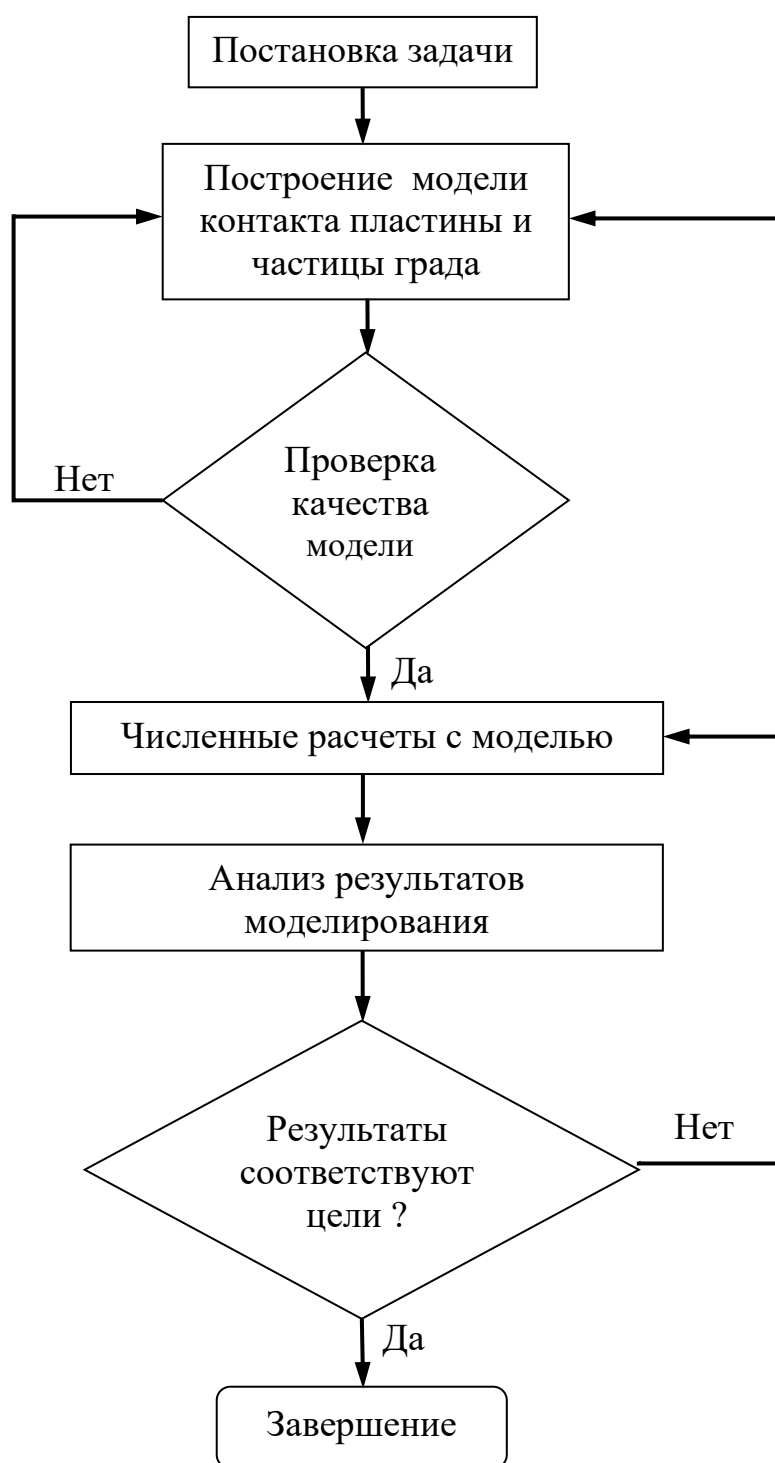 Постановка задачи
Построение модели
контакта пластины и
частицы града
Проверка
качества
модели
Нет
Да
Численные расчеты с моделью
Анализ результатов
моделирования
Результаты
соответствуют
цели ?
Нет
Да
Завершение